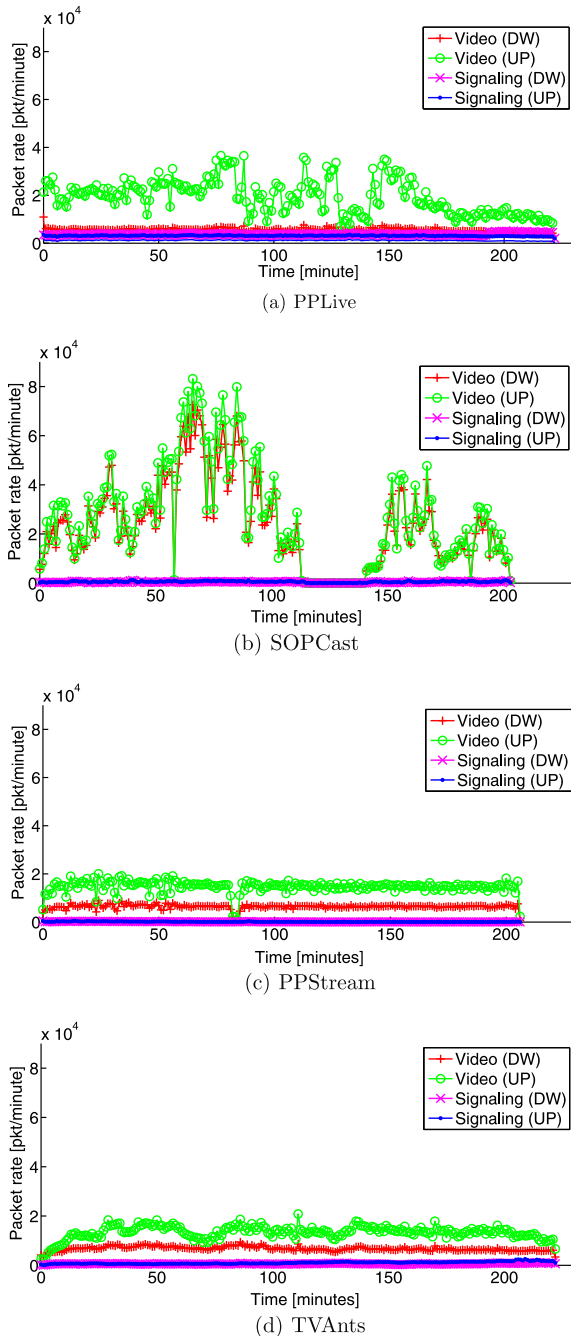 x 10^4
8
6
4
2
0
Packet rate [pkt/minute]
Video (DW)
Video (UP)
Signaling (DW)
Signaling (UP)
0 50 100 150 200
Time [minute]
(a) PPLive
x 10^4
8
6
4
2
0
Packet rate [pkt/minute]
Video (DW)
Video (UP)
Signaling (DW)
Signaling (UP)
0 50 100 150 200
Time [minutes]
(b) SOPCast
x 10^4
8
6
4
2
0
Packet rate [pkt/minute]
Video (DW)
Video (UP)
Signaling (DW)
Signaling (UP)
0 50 100 150 200
Time [minutes]
(c) PPStream
x 10^4
8
6
4
2
0
Packet rate [pkt/minute]
Video (DW)
Video (UP)
Signaling (DW)
Signaling (UP)
0 50 100 150 200
Time [minutes]
(d) TVAnts